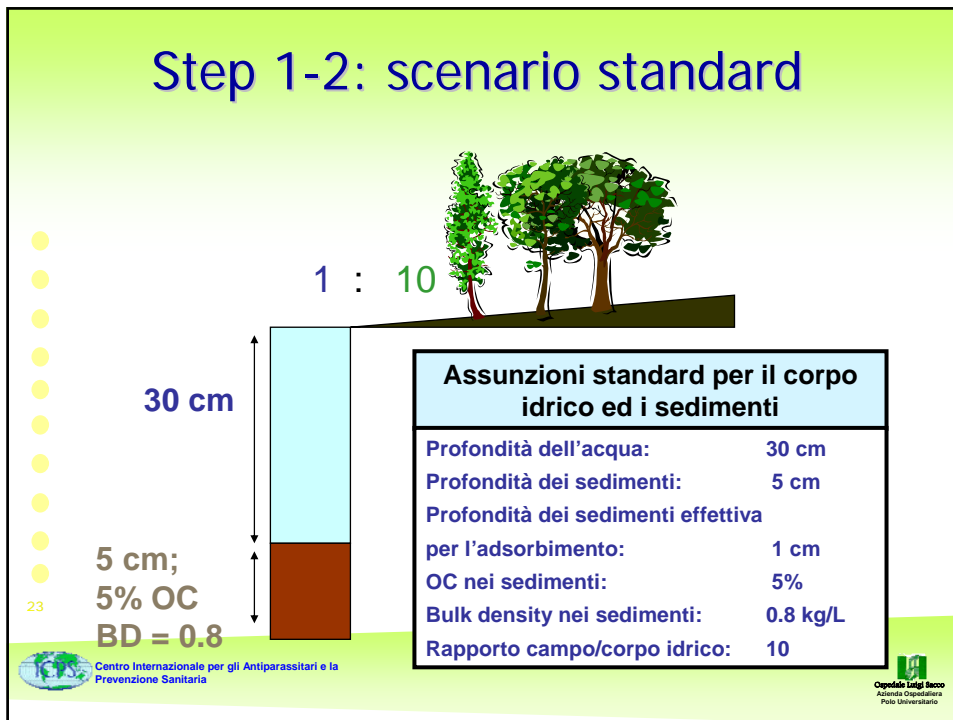 Step 1-2: scenario standard
1 : 10
30 cm
5 cm;
5% OC
BD = 0.8
Assunzioni standard per il corpo
idrico ed i sedimenti
Profondità dell'acqua: 30 cm
Profondità dei sedimenti: 5 cm
Profondità dei sedimenti effettiva
per l'adsorbimento: 1 cm
OC nei sedimenti: 5%
Bulk density nei sedimenti: 0.8 kg/L
Rapporto campo/corpo idrico: 10
23
ICPS
Centro Internazionale per gli Antiparassitari e la
Prevenzione Sanitaria
Ospedale Luigi Sacco
Azienda Ospedaliera
Polo Universitario